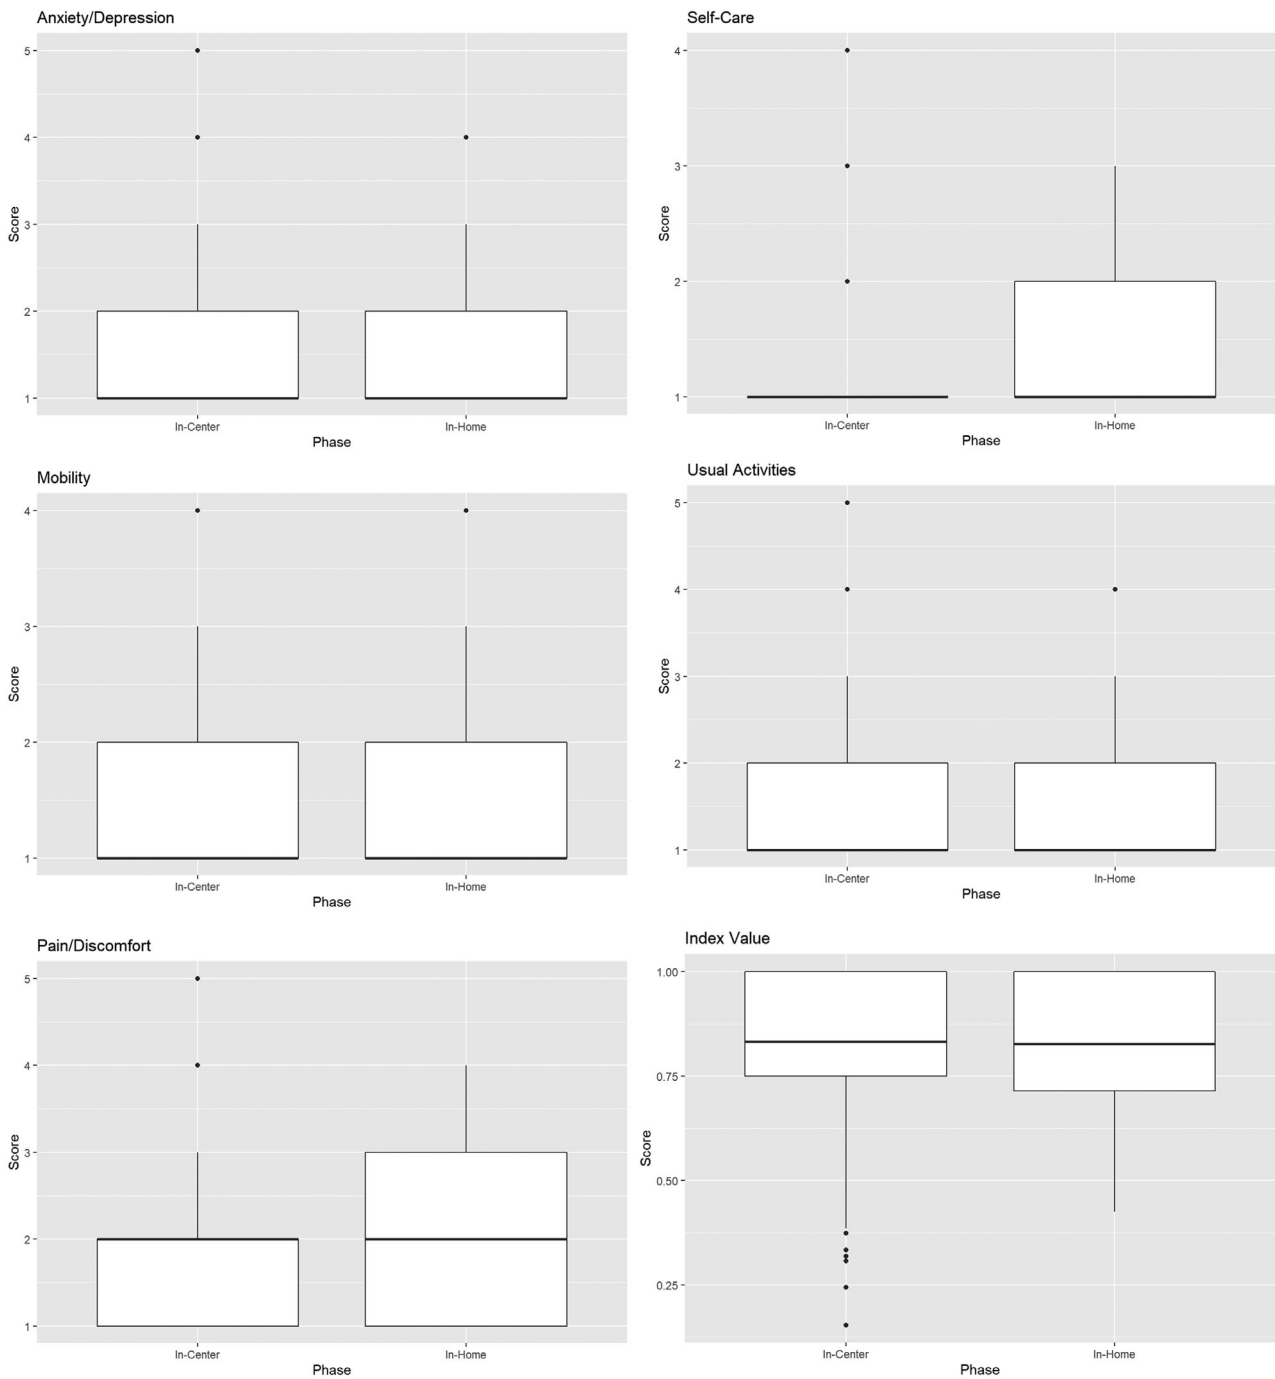 Anxiety/Depression
5
4
3
2
1
Score
In-Center
In-Home
Phase
Self-Care
4
3
2
1
Score
In-Center
In-Home
Phase
Mobility
4
3
2
1
Score
In-Center
In-Home
Phase
Usual Activities
5
4
3
2
1
Score
In-Center
In-Home
Phase
Pain/Discomfort
5
4
3
2
1
Score
In-Center
In-Home
Phase
Index Value
1.00
0.75
0.50
0.25
Score
In-Center
In-Home
Phase